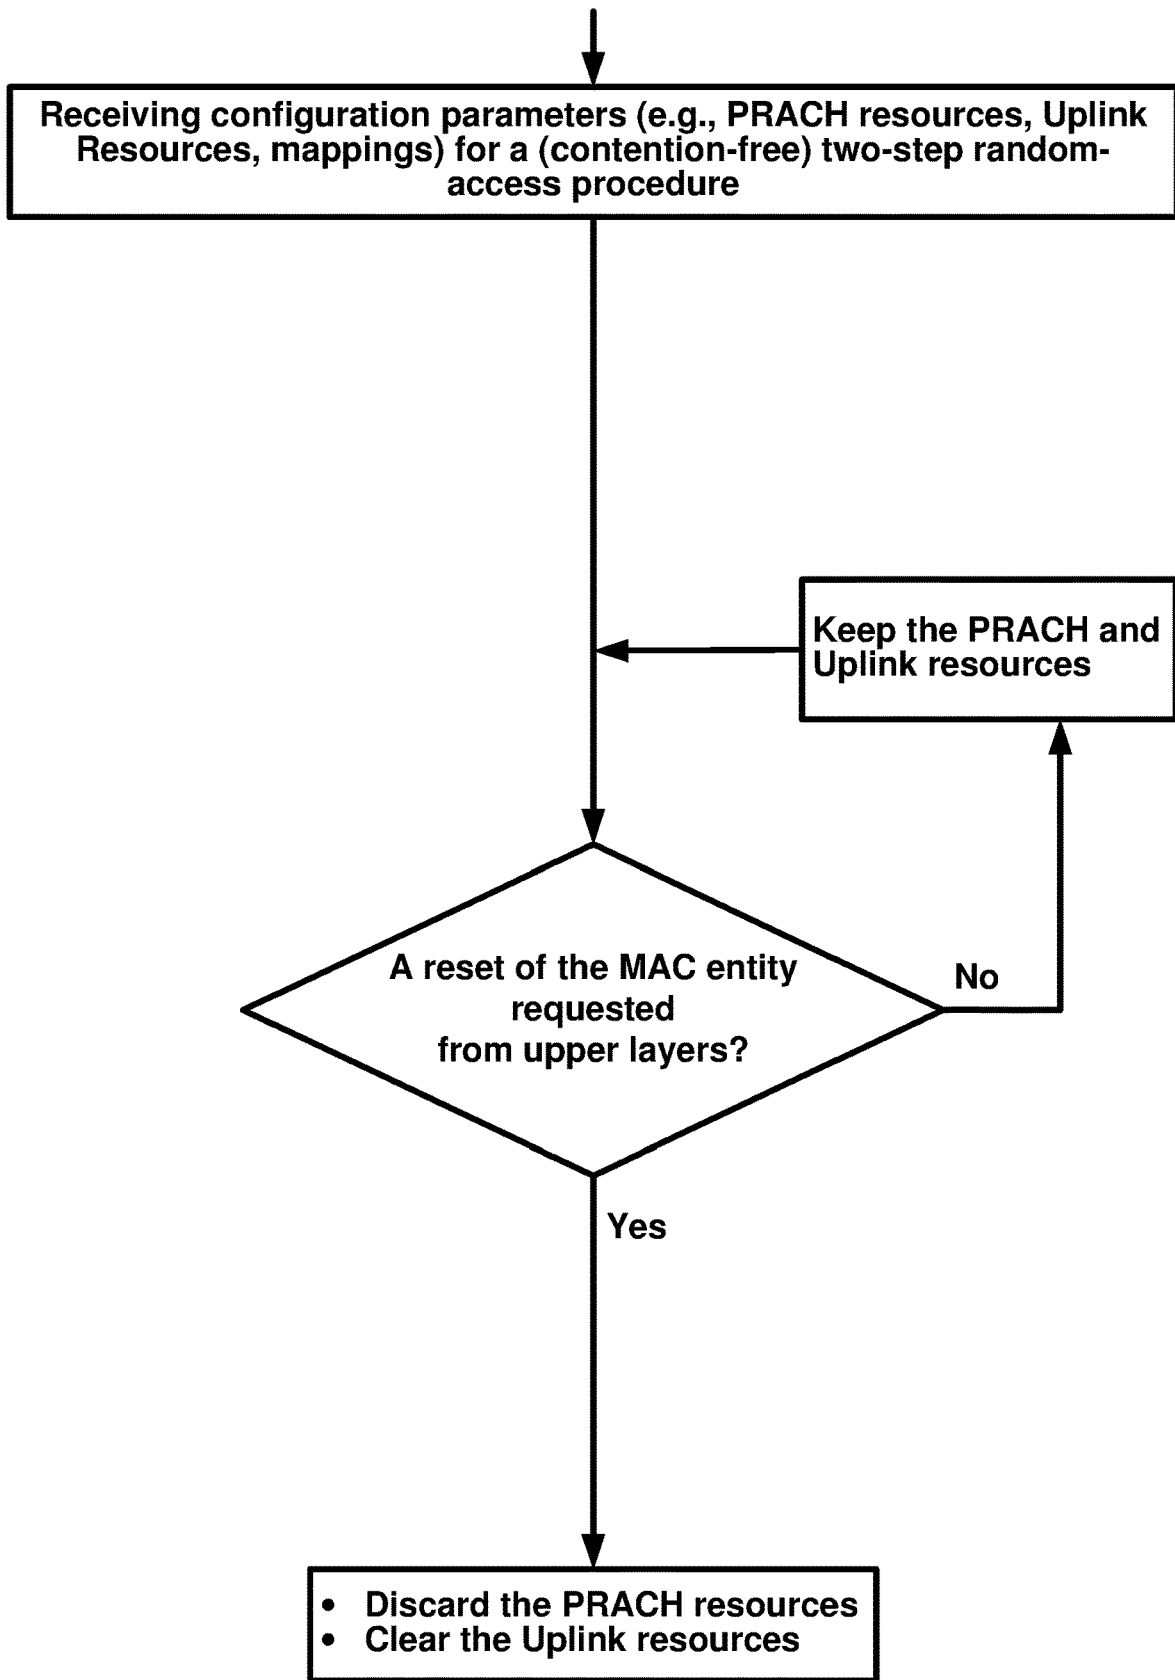 Receiving configuration parameters (e.g., PRACH resources, Uplink
Resources, mappings) for a (contention-free) two-step random-
access procedure
Keep the PRACH and
Uplink resources
A reset of the MAC entity
requested
from upper layers?
No
Yes
• Discard the PRACH resources
• Clear the Uplink resources